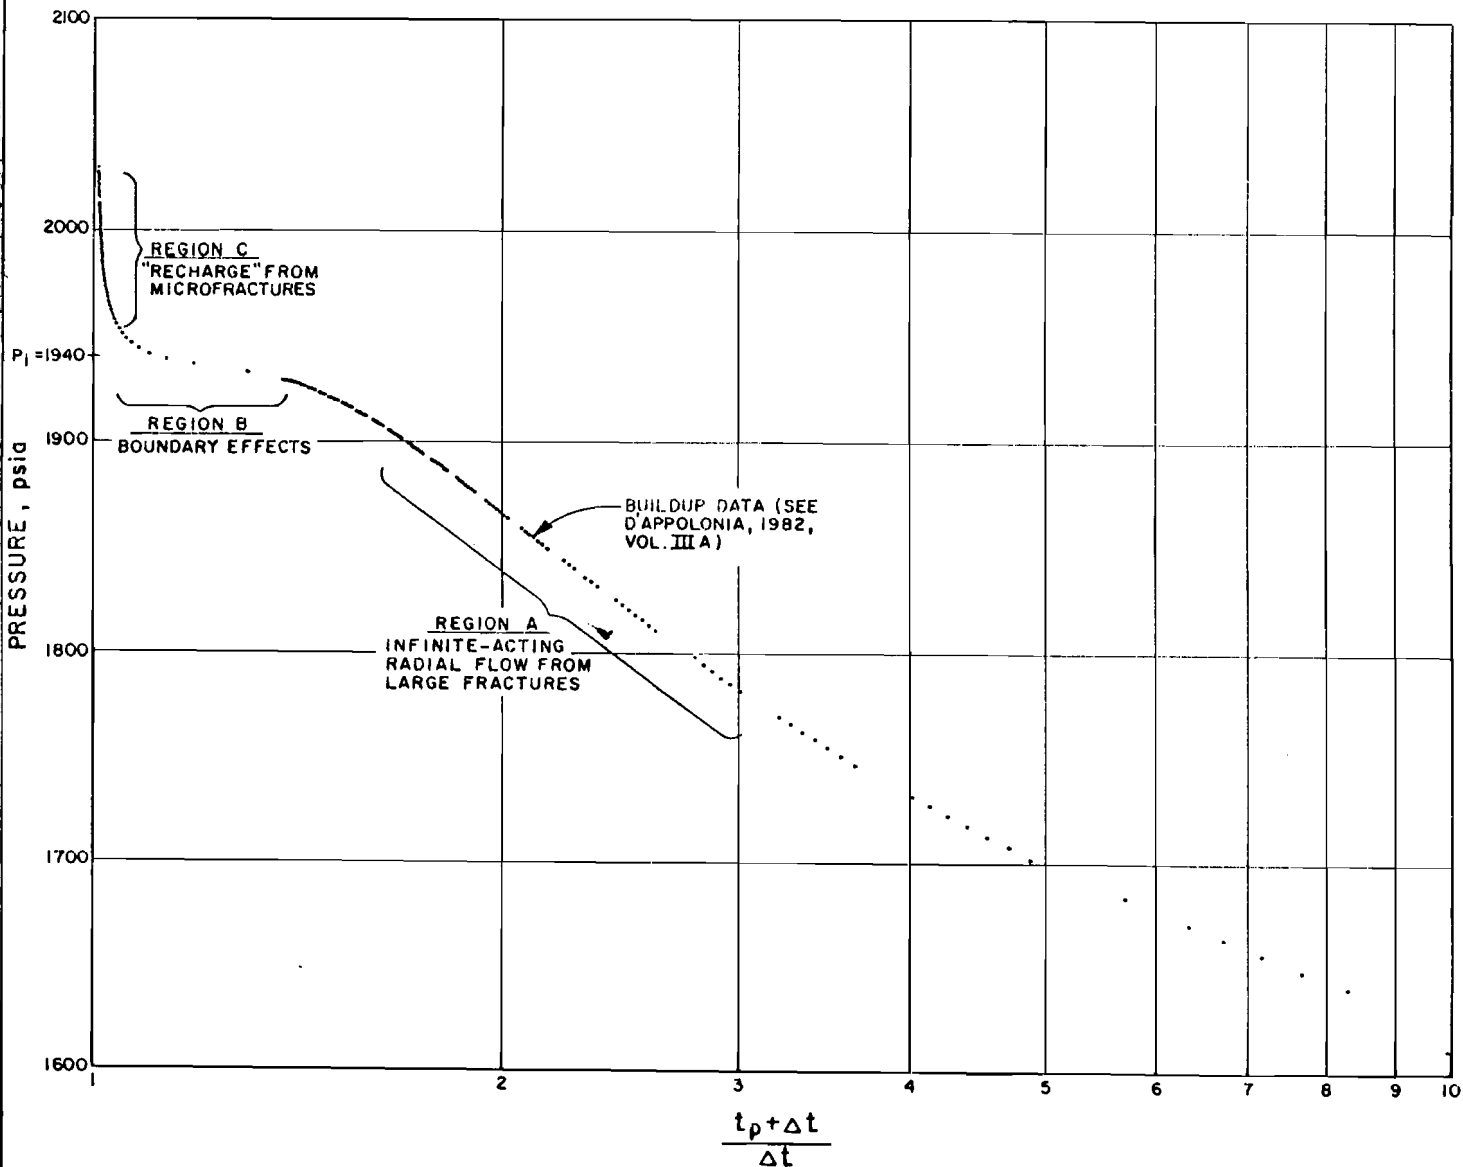 2100
2000
REGION C
"RECHARGE" FROM
MICROFRACTURES
Pi =1940
REGION B
BOUNDARY EFFECTS
1900
BUILDUP DATA (SEE
D'APPOLONIA, 1982,
VOL. III A)
REGION A
INFINITE-ACTING
RADIAL FLOW FROM
LARGE FRACTURES
1800
1700
1600
PRESSURE, psia
1 2 3 4 5 6 7 8 9 10
tp + Δt
Δt